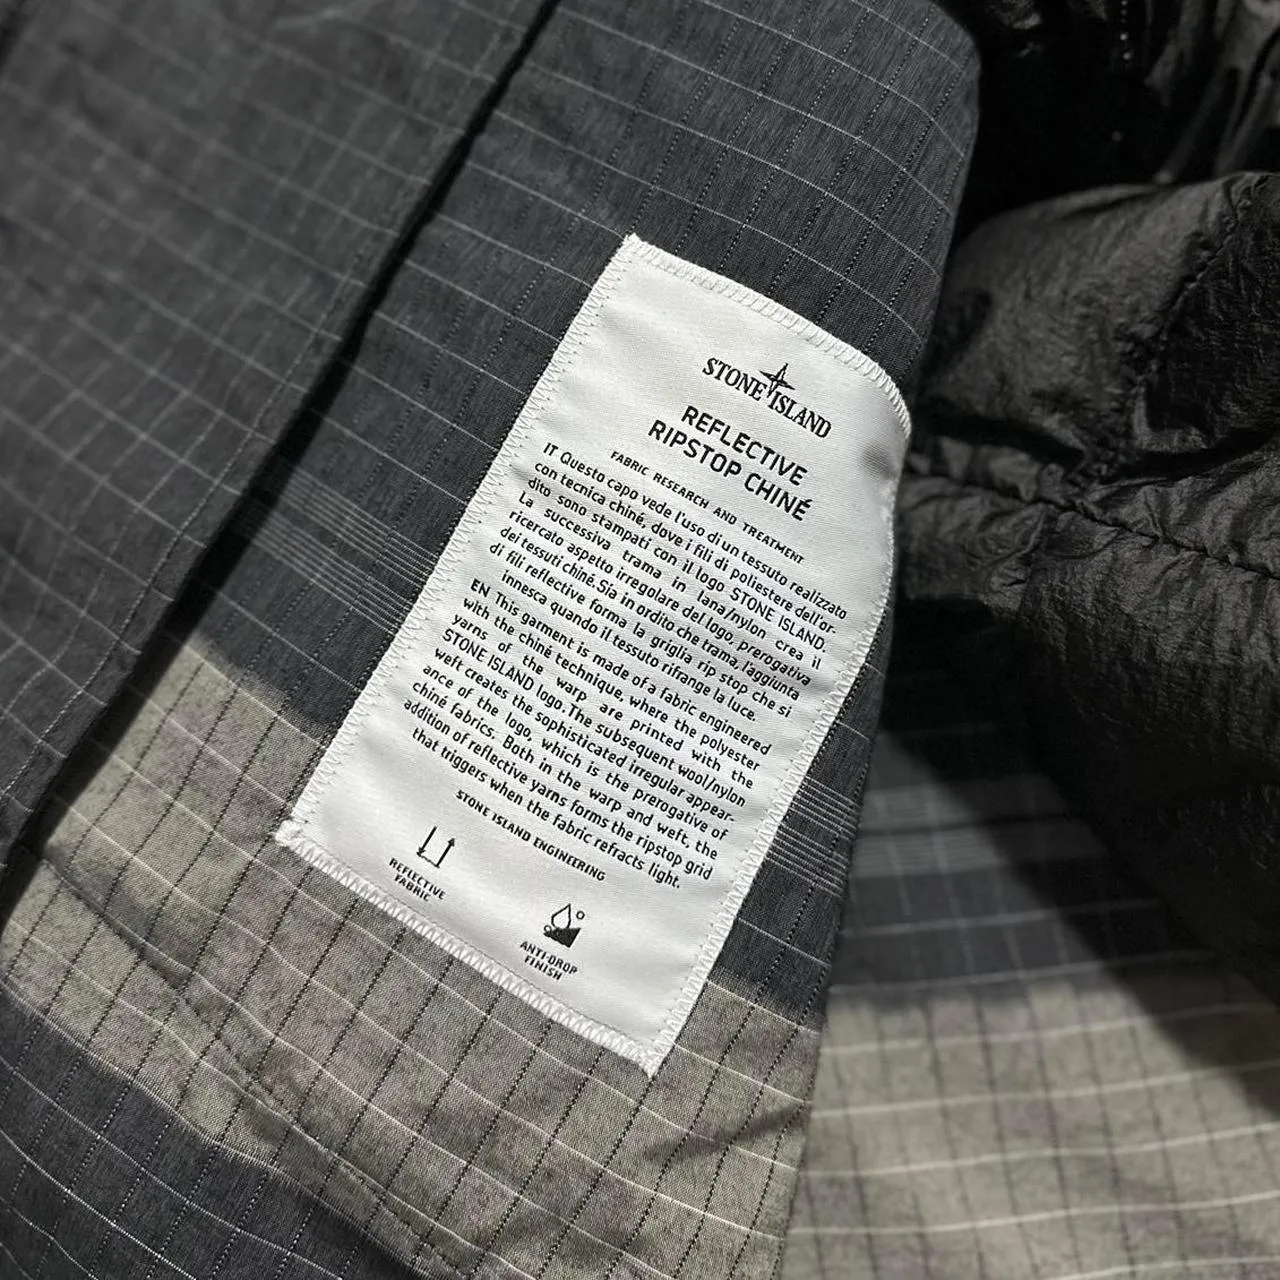 STONE ISLAND
REFLECTIVE
RIPSTOP CHINÉ
FABRIC RESEARCH AND TREATMENT
IT Questo capo vede l'uso di un tessuto realizzato
con tecnica chiné, dove i fili di poliestere dell'or-
dito sono stampati con il logo STONE ISLAND.
La successiva trama in lana/nylon crea il
ricercato aspetto irregolare del logo, prerogativa
dei tessuti chiné. Sia in ordito che trama, l'aggiunta
di fili reflective forma la griglia rip stop che si
innesca quando il tessuto rifrange la luce.
EN This garment is made of a fabric engineered
with the chiné technique, where the polyester
yarns of the warp are printed with the
STONE ISLAND logo. The subsequent wool/nylon
weft creates the sophisticated irregular appear-
ance of the logo, which is the prerogative of
chiné fabrics. Both in the warp and weft, the
addition of reflective yarns forms the ripstop grid
that triggers when the fabric refracts light.
STONE ISLAND ENGINEERING
REFLECTIVE
FABRIC
ANTI-DROP
FINISH